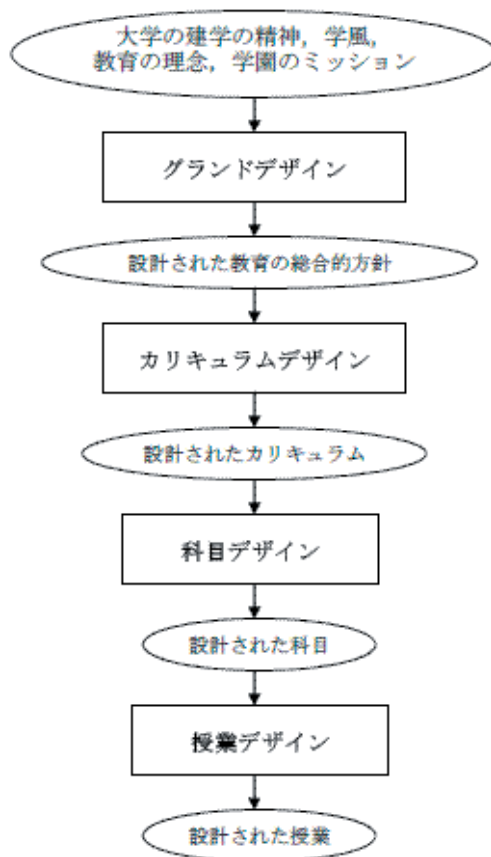 大学の建学の精神，学風，
教育の理念，学園のミッション
グランドデザイン
設計された教育の総合的方針
カリキュラムデザイン
設計されたカリキュラム
科目デザイン
設計された科目
授業デザイン
設計された授業